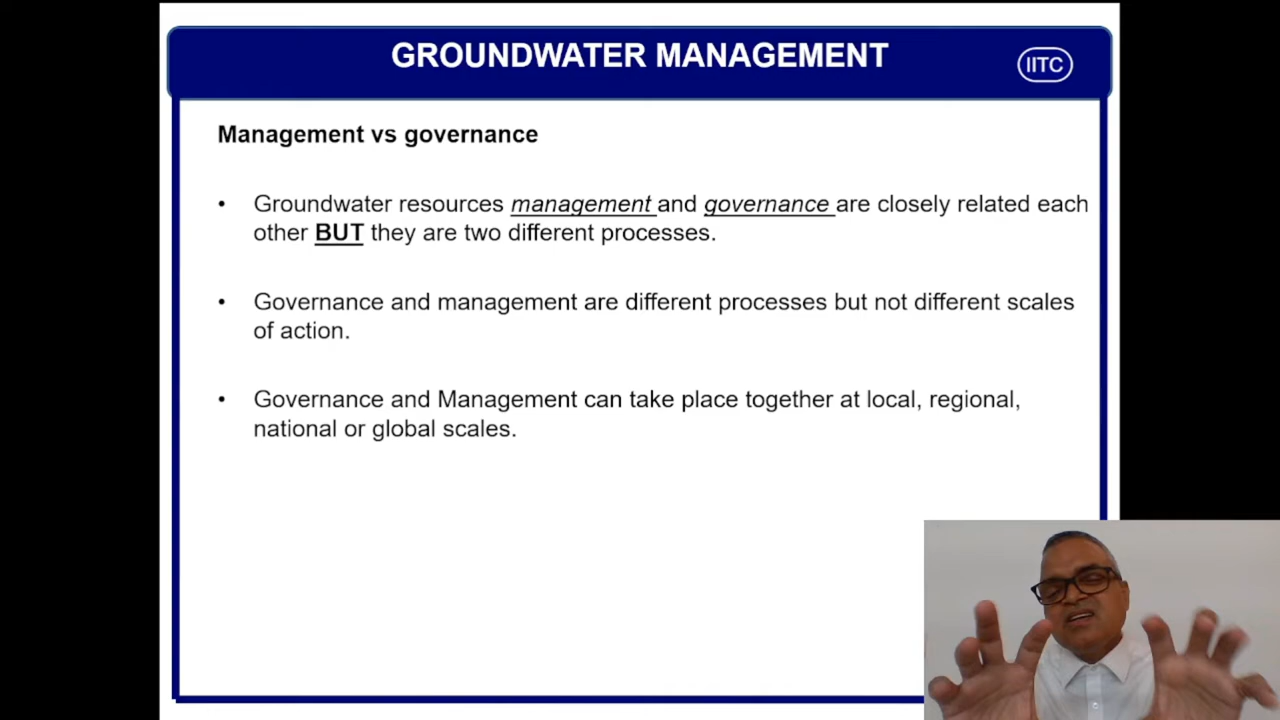 GROUNDWATER MANAGEMENT
IITC
Management vs governance
• Groundwater resources management and governance are closely related each
other BUT they are two different processes.
• Governance and management are different processes but not different scales
of action.
• Governance and Management can take place together at local, regional,
national or global scales.